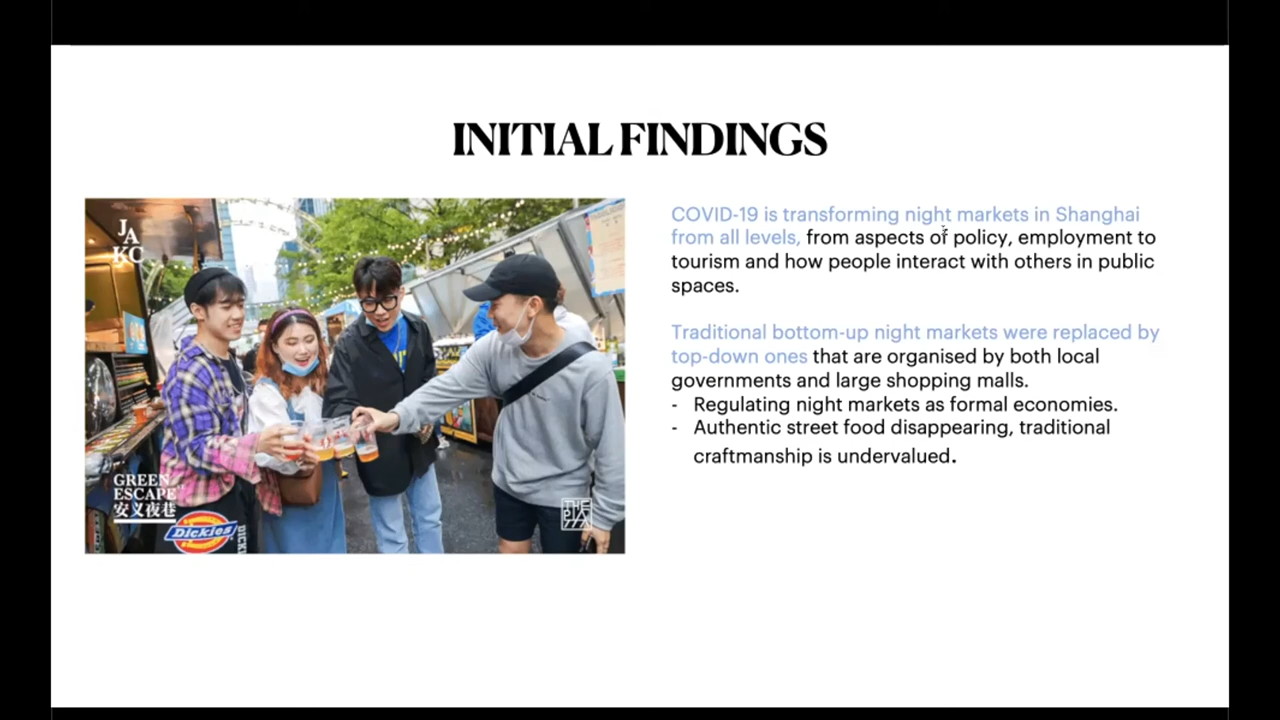 INITIAL FINDINGS
JA
KC
GREEN
ESCAPE
安义夜巷
Dickies
THE
COVID-19 is transforming night markets in Shanghai
from all levels, from aspects of policy, employment to
tourism and how people interact with others in public
spaces.
Traditional bottom-up night markets were replaced by
top-down ones that are organised by both local
governments and large shopping malls.
- Regulating night markets as formal economies.
- Authentic street food disappearing, traditional
craftmanship is undervalued.